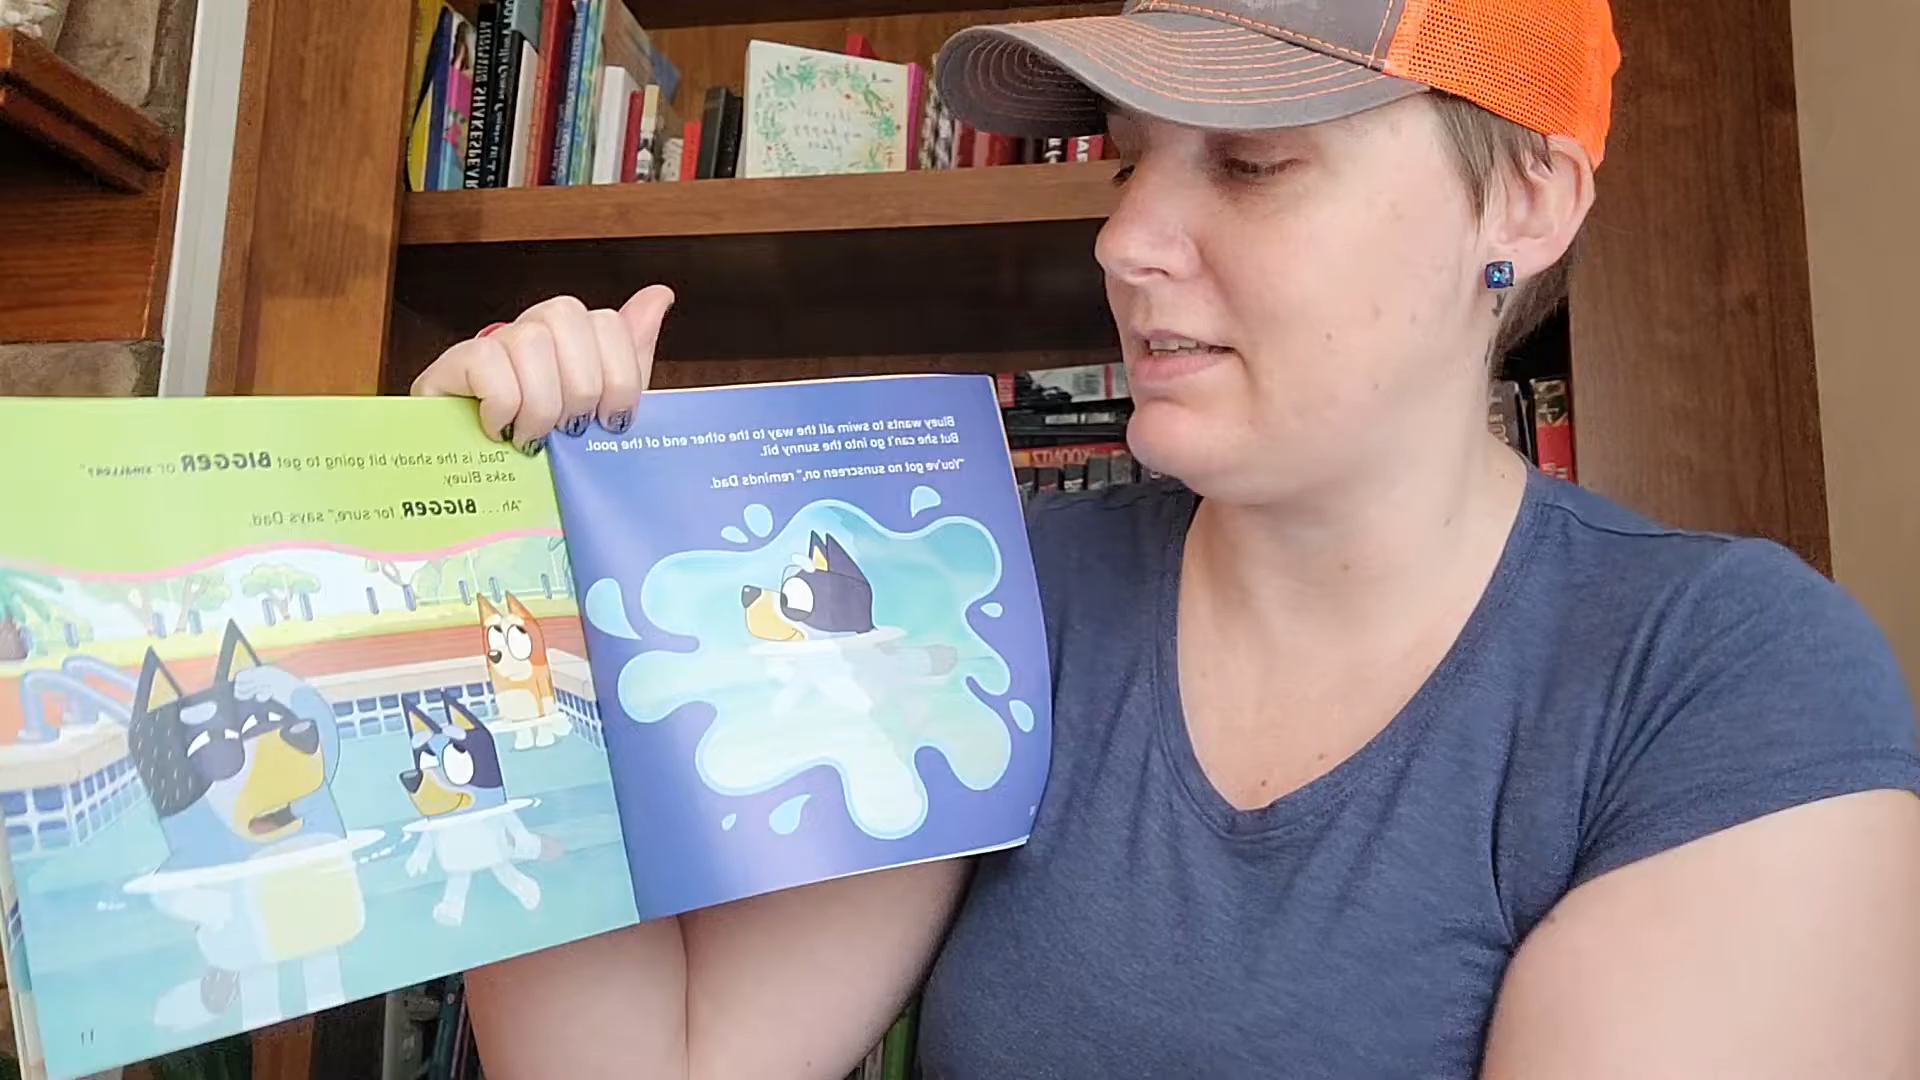 Bluey wants to swim all the way to the other end of the pool.
But she can't go into the sunny bit.
"You've got no sunscreen on," reminds Dad.
"Dad, is the shady bit going to get BIGGER or SMALLER?"
asks Bluey.
"Ah . . . BIGGER, for sure," says Dad.
11
SHAKESPEAR